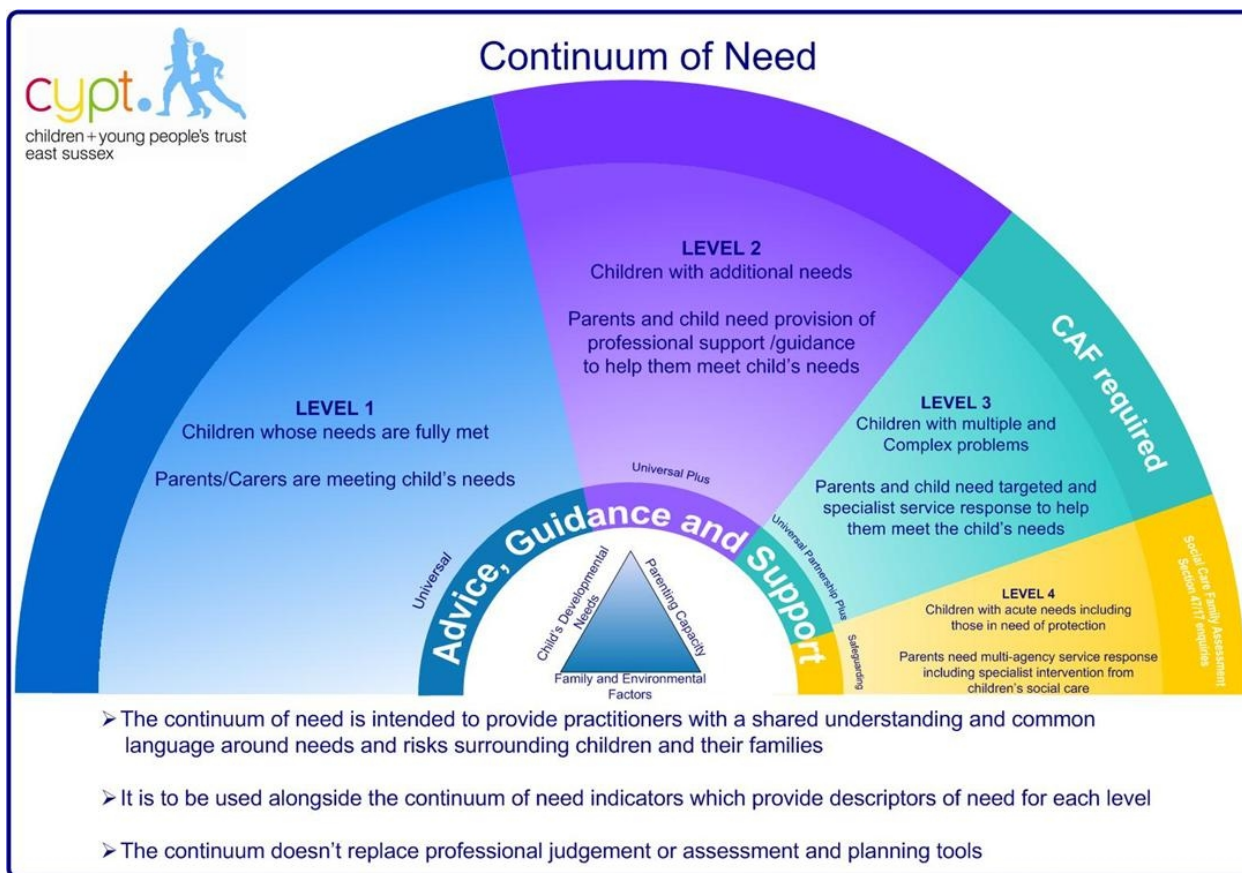 Continuum of Need
cypt.
children+young people's trust
east sussex
LEVEL 1
Children whose needs are fully met
Parents/Carers are meeting child's needs
LEVEL 2
Children with additional needs
Parents and child need provision of
professional support /guidance
to help them meet child's needs
LEVEL 3
Children with multiple and
Complex problems
Parents and child need targeted and
specialist service response to help
them meet the child's needs
CAF required
LEVEL 4
Children with acute needs including
those in need of protection
Parents need multi-agency service response
including specialist intervention from
children's social care
Social Care Family Assessment
Section 47/17 enquiries
Universal
Universal Plus
Universal Partnership Plus
Safeguarding
Advice, Guidance and Support
Child's Developmental
Needs
Parenting Capacity
Family and Environmental
Factors
➢ The continuum of need is intended to provide practitioners with a shared understanding and common
language around needs and risks surrounding children and their families
➢ It is to be used alongside the continuum of need indicators which provide descriptors of need for each level
➢ The continuum doesn't replace professional judgement or assessment and planning tools